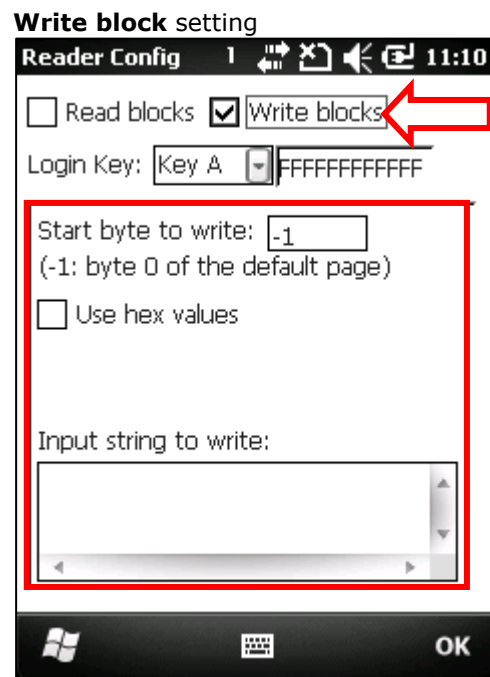 Write block setting
Reader Config 1 11:10
Read blocks Write blocks
Login Key: Key A FFFFFFFFFFFF
Start byte to write: -1
(-1: byte 0 of the default page)
Use hex values
Input string to write:
OK